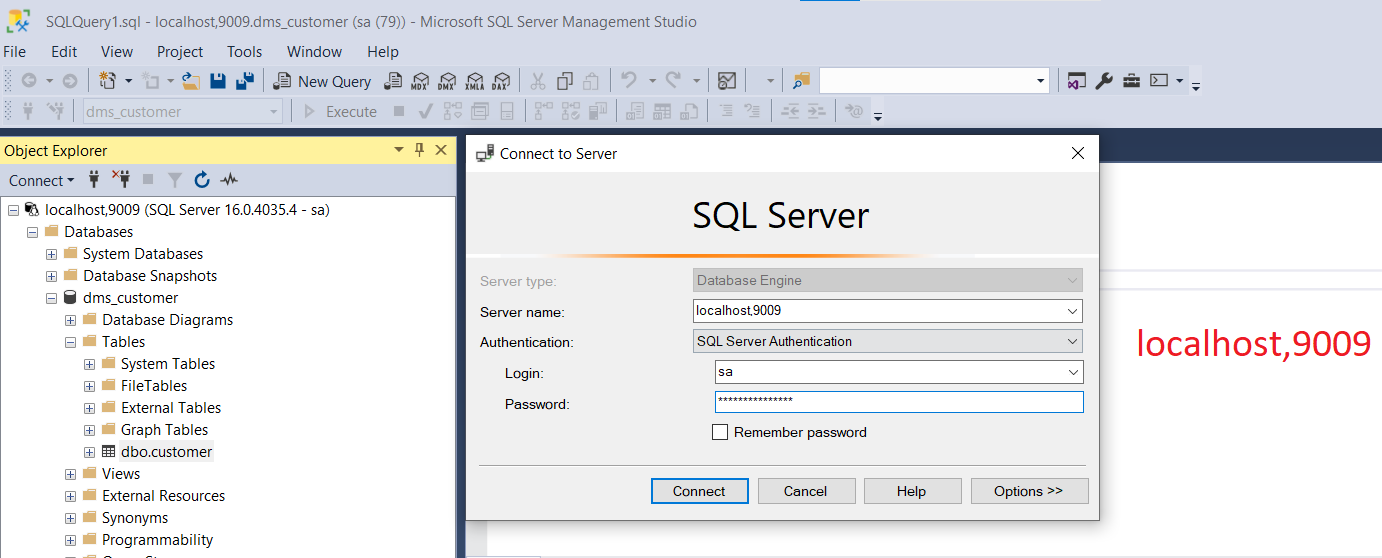 SQLQuery1.sql - localhost,9009.dms_customer (sa (79)) - Microsoft SQL Server Management Studio
File Edit View Project Tools Window Help
New Query MDX DMX XMLA DAX
dms_customer Execute
Object Explorer
Connect
localhost,9009 (SQL Server 16.0.4035.4 - sa)
Databases
System Databases
Database Snapshots
dms_customer
Database Diagrams
Tables
System Tables
FileTables
External Tables
Graph Tables
dbo.customer
Views
External Resources
Synonyms
Programmability
Connect to Server
SQL Server
Server type: Database Engine
Server name: localhost,9009
Authentication: SQL Server Authentication
Login: sa
Password: ***************
Remember password
Connect Cancel Help Options >>
localhost,9009